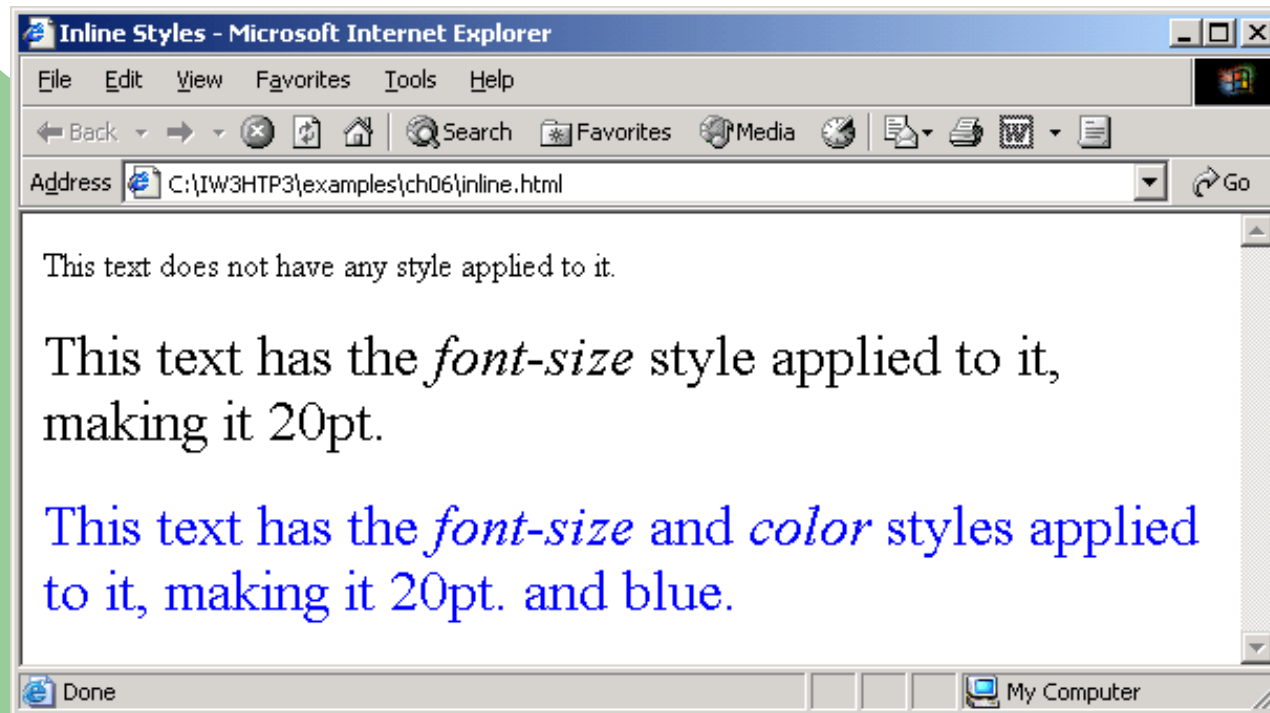 Inline Styles - Microsoft Internet Explorer
File Edit View Favorites Tools Help
Back Search Favorites Media W
Address C:\IW3HTP3\examples\ch06\inline.html Go
This text does not have any style applied to it.
This text has the font-size style applied to it,
making it 20pt.
This text has the font-size and color styles applied
to it, making it 20pt. and blue.
Done My Computer